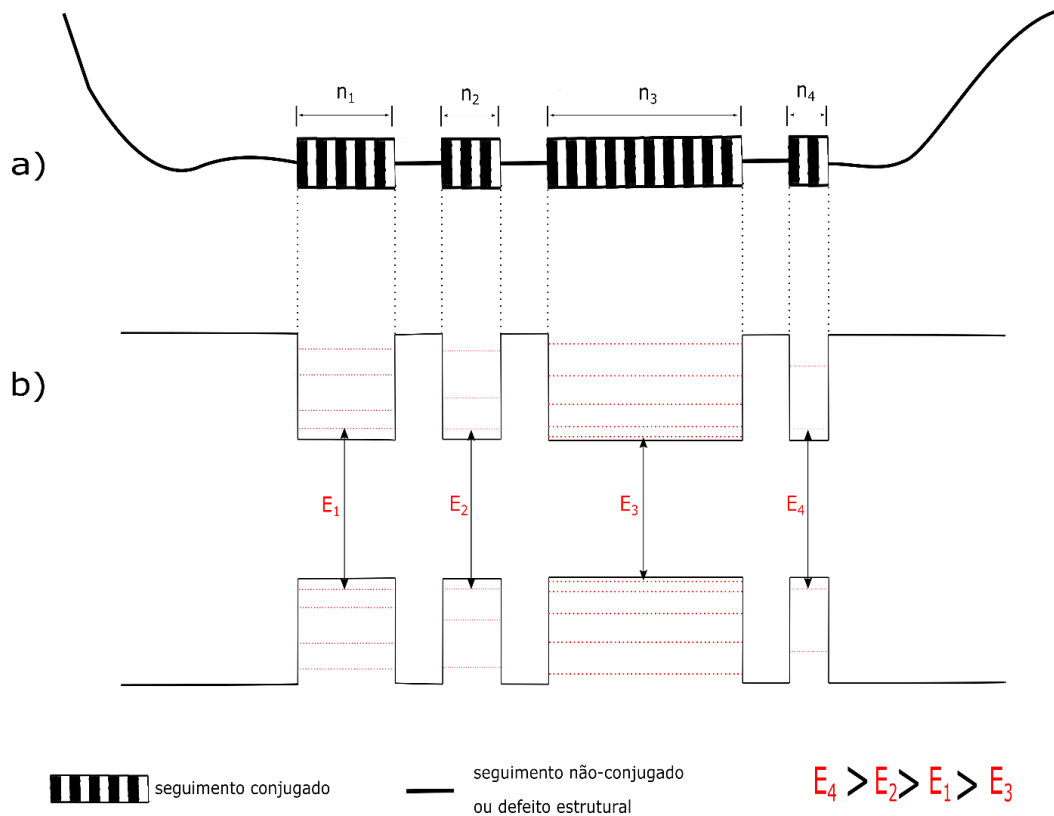 n₁ n₂ n₃ n₄
a)
b)
E₁ E₂ E₃ E₄
seguimento conjugado
seguimento não-conjugado
ou defeito estrutural
E₄ > E₂ > E₁ > E₃